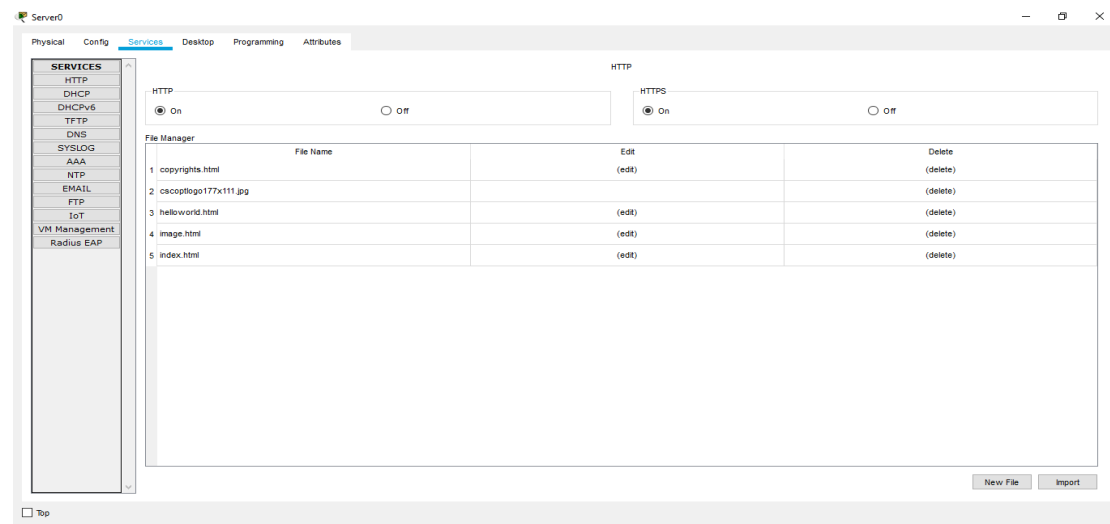 Server0
Physical Config Services Desktop Programming Attributes
SERVICES
HTTP
DHCP
DHCPv6
TFTP
DNS
SYSLOG
AAA
NTP
EMAIL
FTP
IoT
VM Management
Radius EAP
HTTP
HTTP
On Off
HTTPS
On Off
File Manager
File Name Edit Delete
1 copyrights.html (edit) (delete)
2 cscoptlogo177x111.jpg (delete)
3 helloworld.html (edit) (delete)
4 image.html (edit) (delete)
5 index.html (edit) (delete)
New File Import
Top